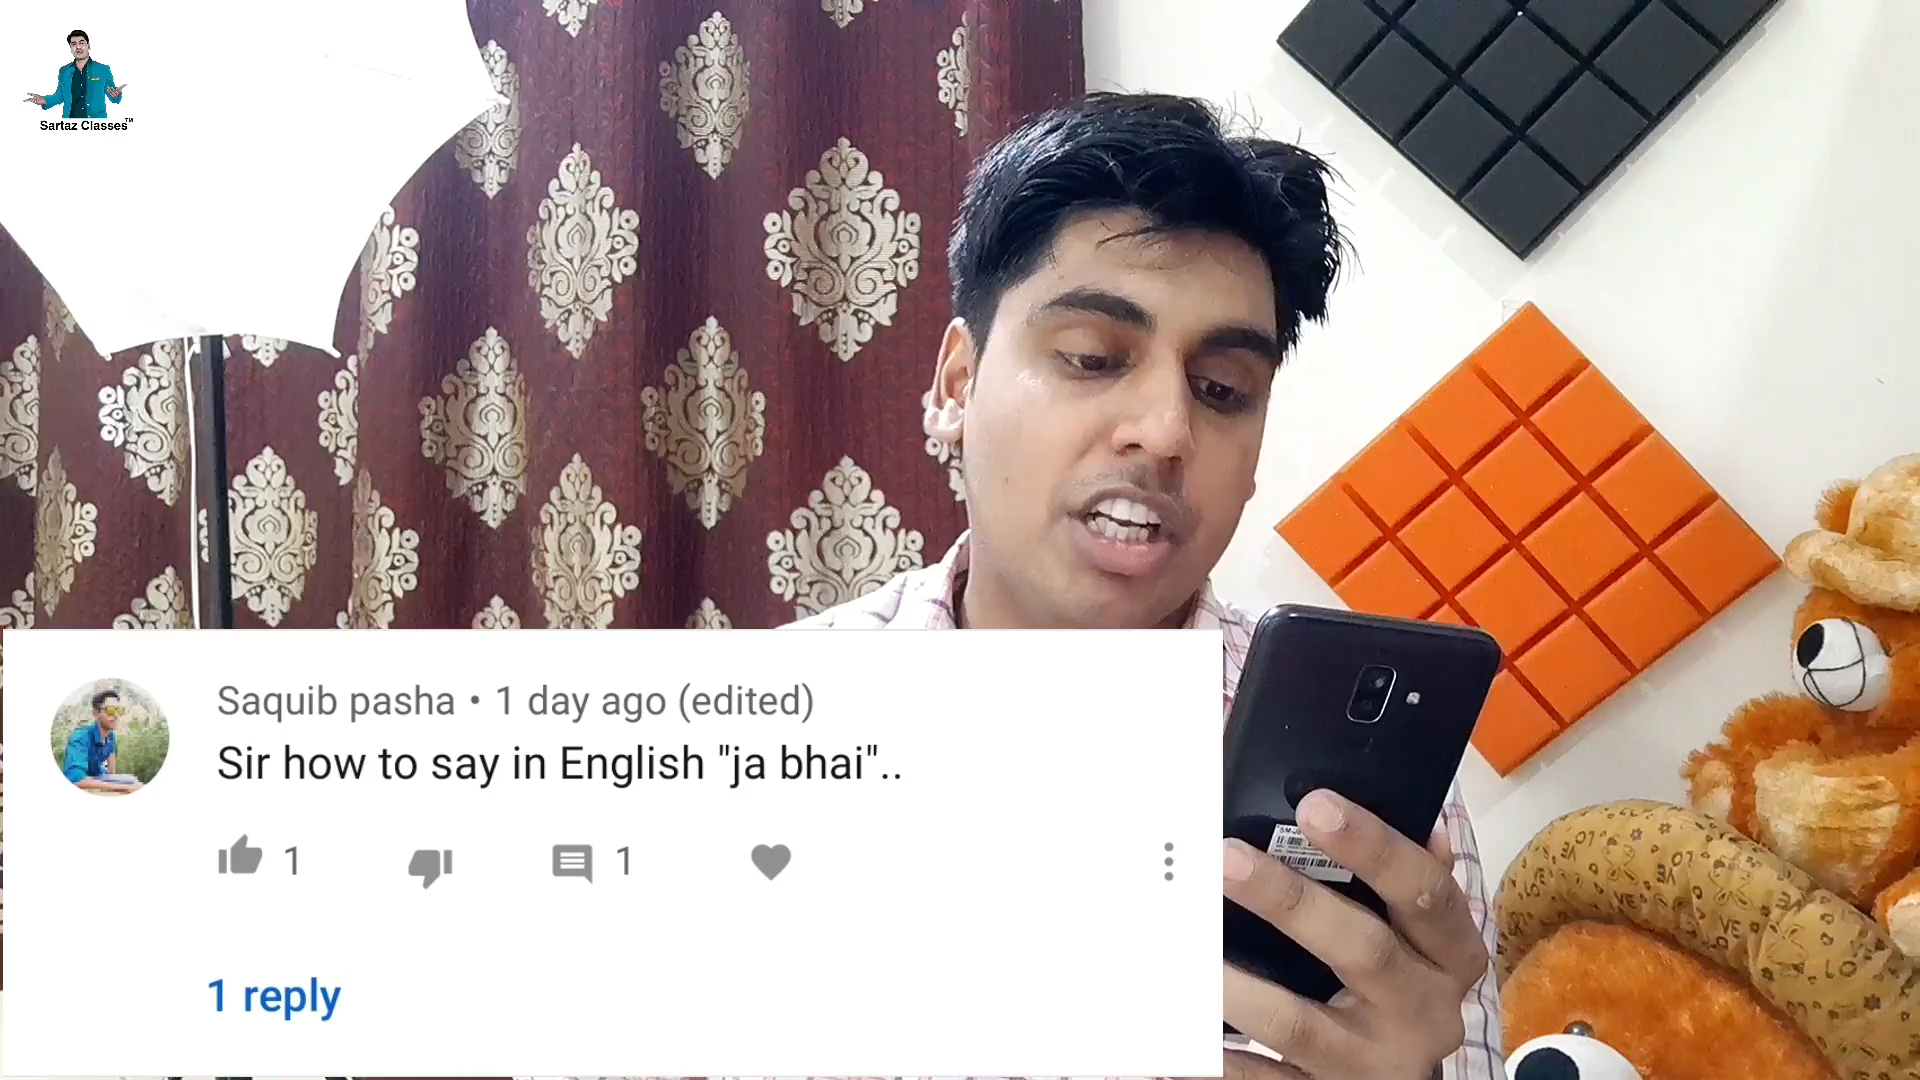 Sartaz Classes™
Saquib pasha • 1 day ago (edited)
Sir how to say in English "ja bhai"..
1
1
1 reply